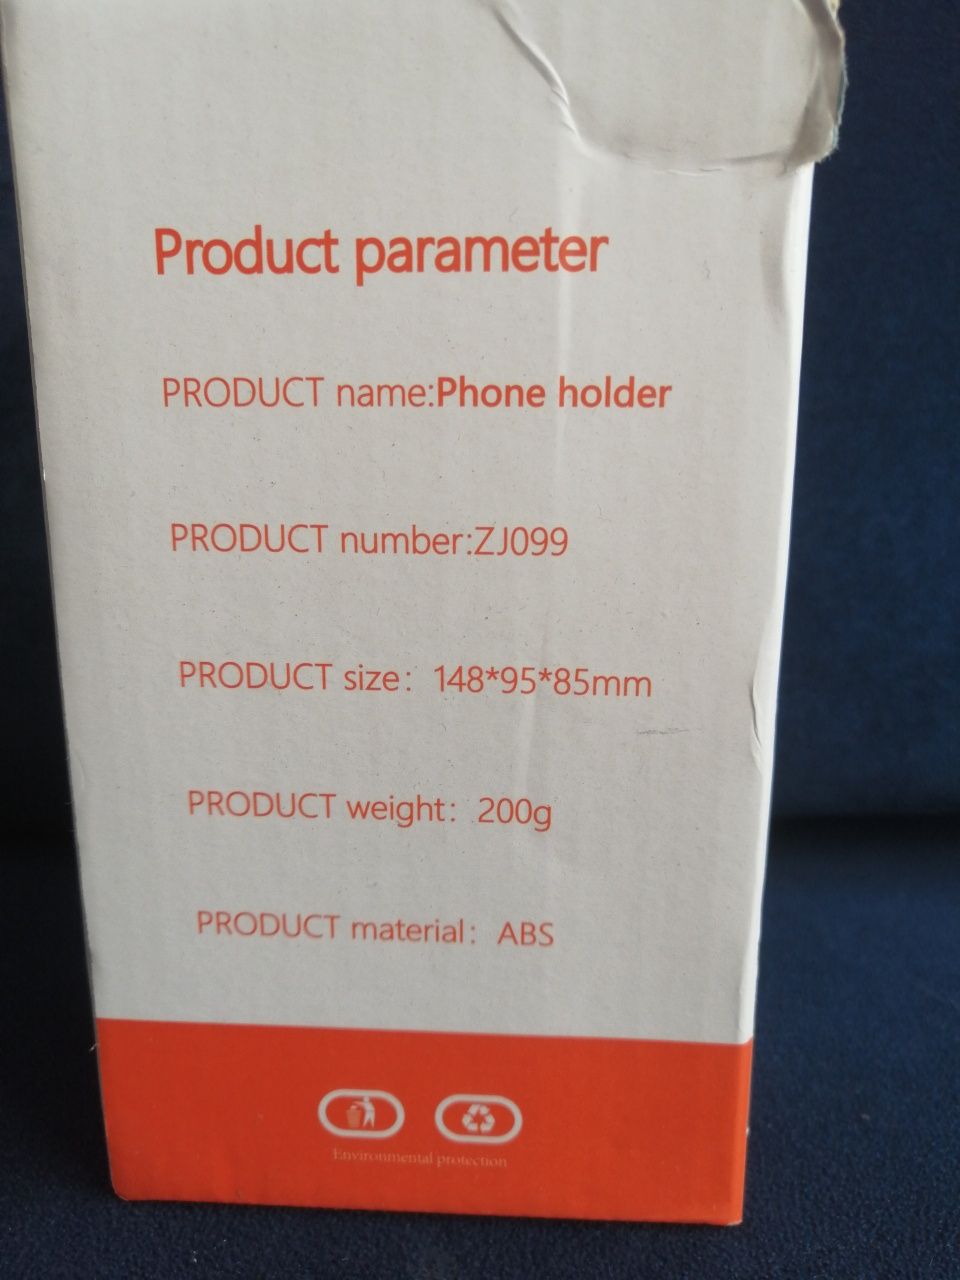 Product parameter
PRODUCT name:Phone holder
PRODUCT number:ZJ099
PRODUCT size: 148*95*85mm
PRODUCT weight: 200g
PRODUCT material: ABS
Environmental protection